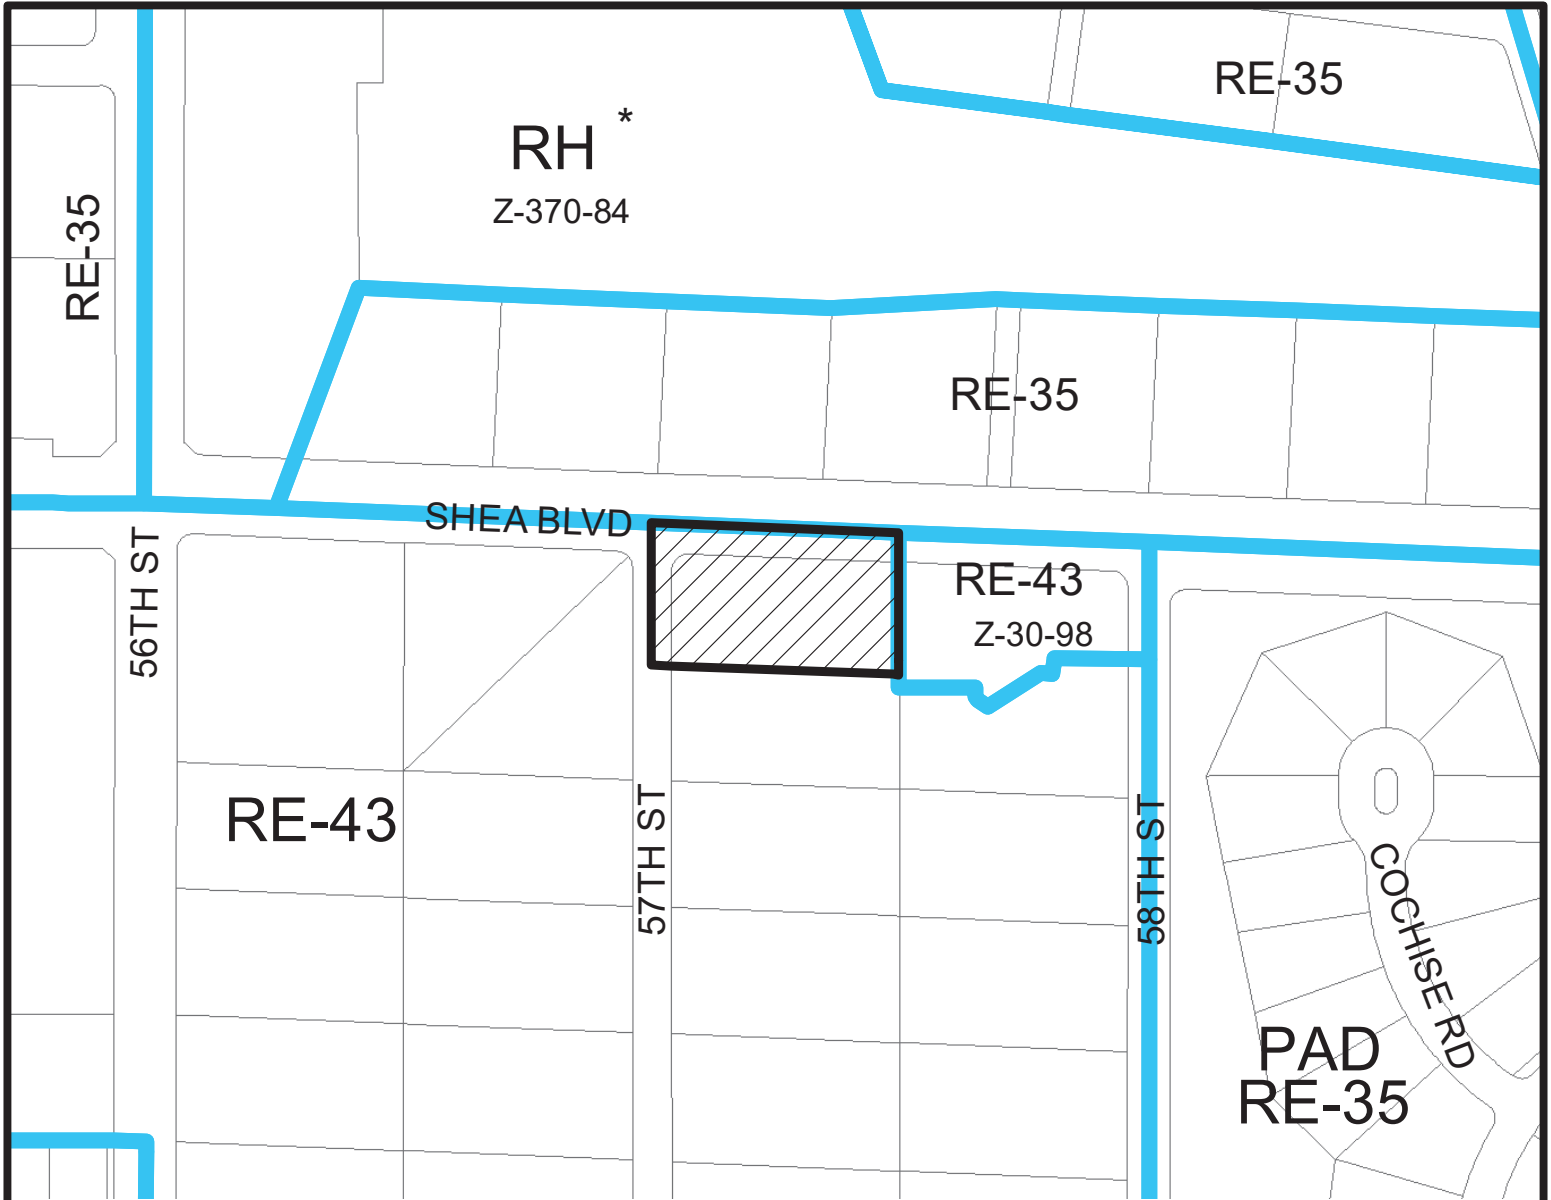 RE-35
RH *
Z-370-84
RE-35
RE-35
SHEA BLVD
56TH ST
RE-43
Z-30-98
RE-43
57TH ST
58TH ST
COCHISE RD
PAD
RE-35